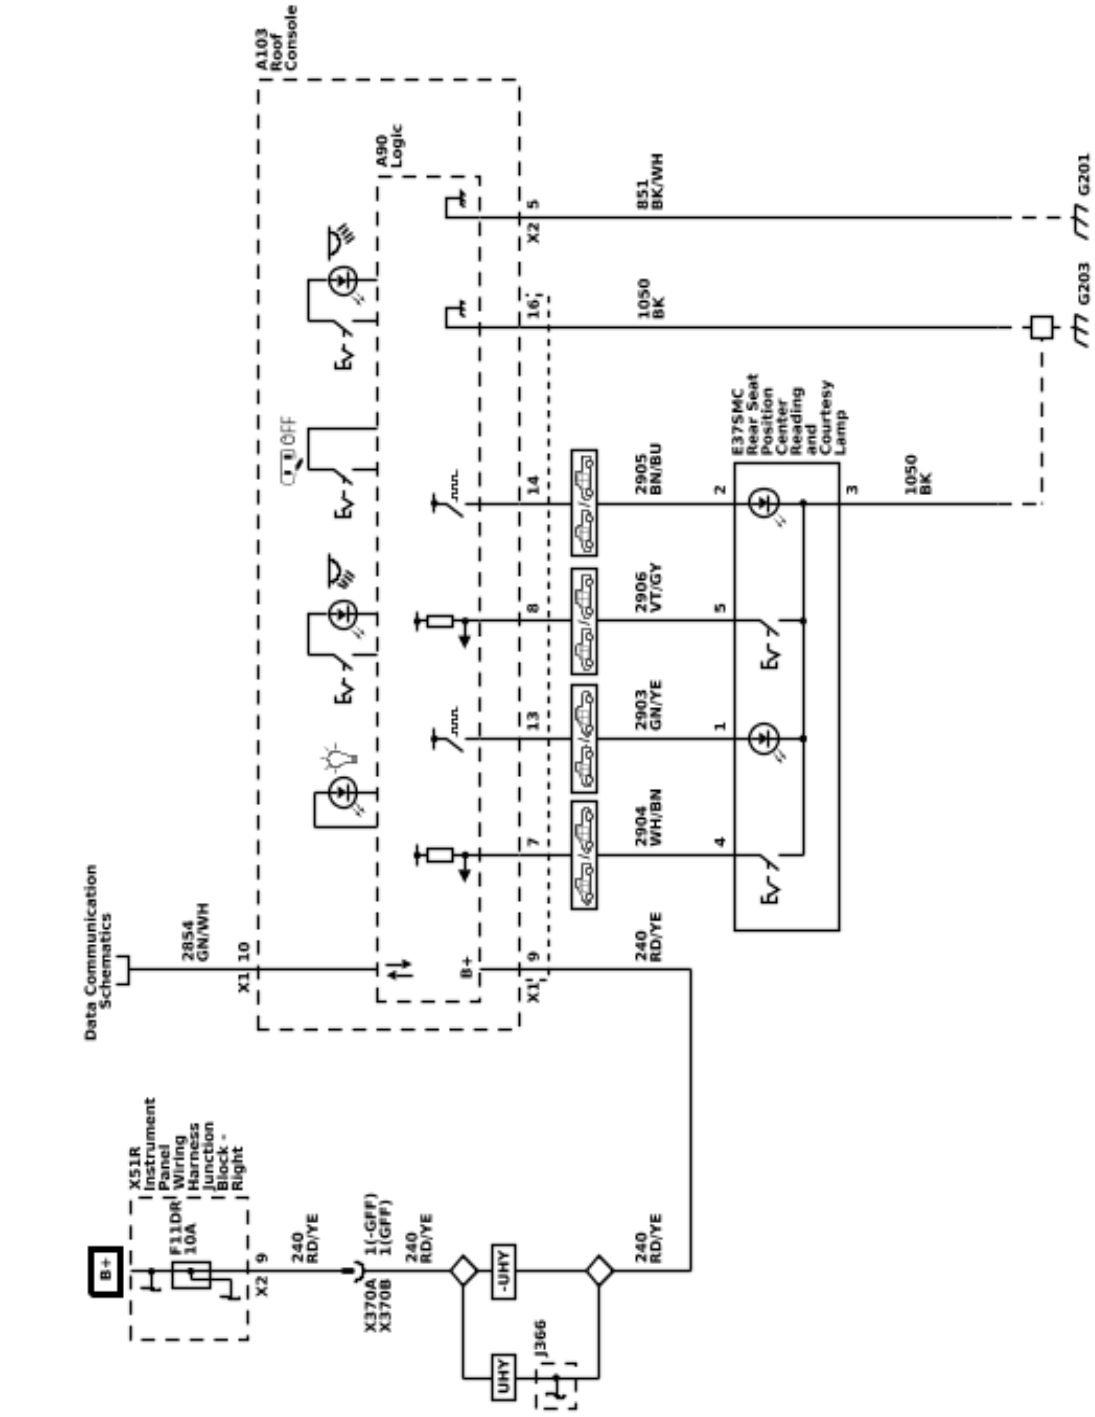 B+
X51R
Instrument
Panel
Wiring
Harness
Junction
Block -
Right
F11DR
10A
X2 9
240
RD/YE
X370A 1(-GFF)
X370B 1(GFF)
240
RD/YE
UHY
-UHY
J366
240
RD/YE
Data Communication
Schematics
2854
GN/WH
X1 10
A103
Roof
Console
OFF
A90
Logic
B+
X1 9
7
13
8
14
16
X2 5
240
RD/YE
2904
WH/BN
2903
GN/YE
2906
VT/GY
2905
BN/BU
1050
BK
851
BK/WH
4
1
5
2
E37SMC
Rear Seat
Position
Center
Reading
and
Courtesy
Lamp
3
1050
BK
G203
G201